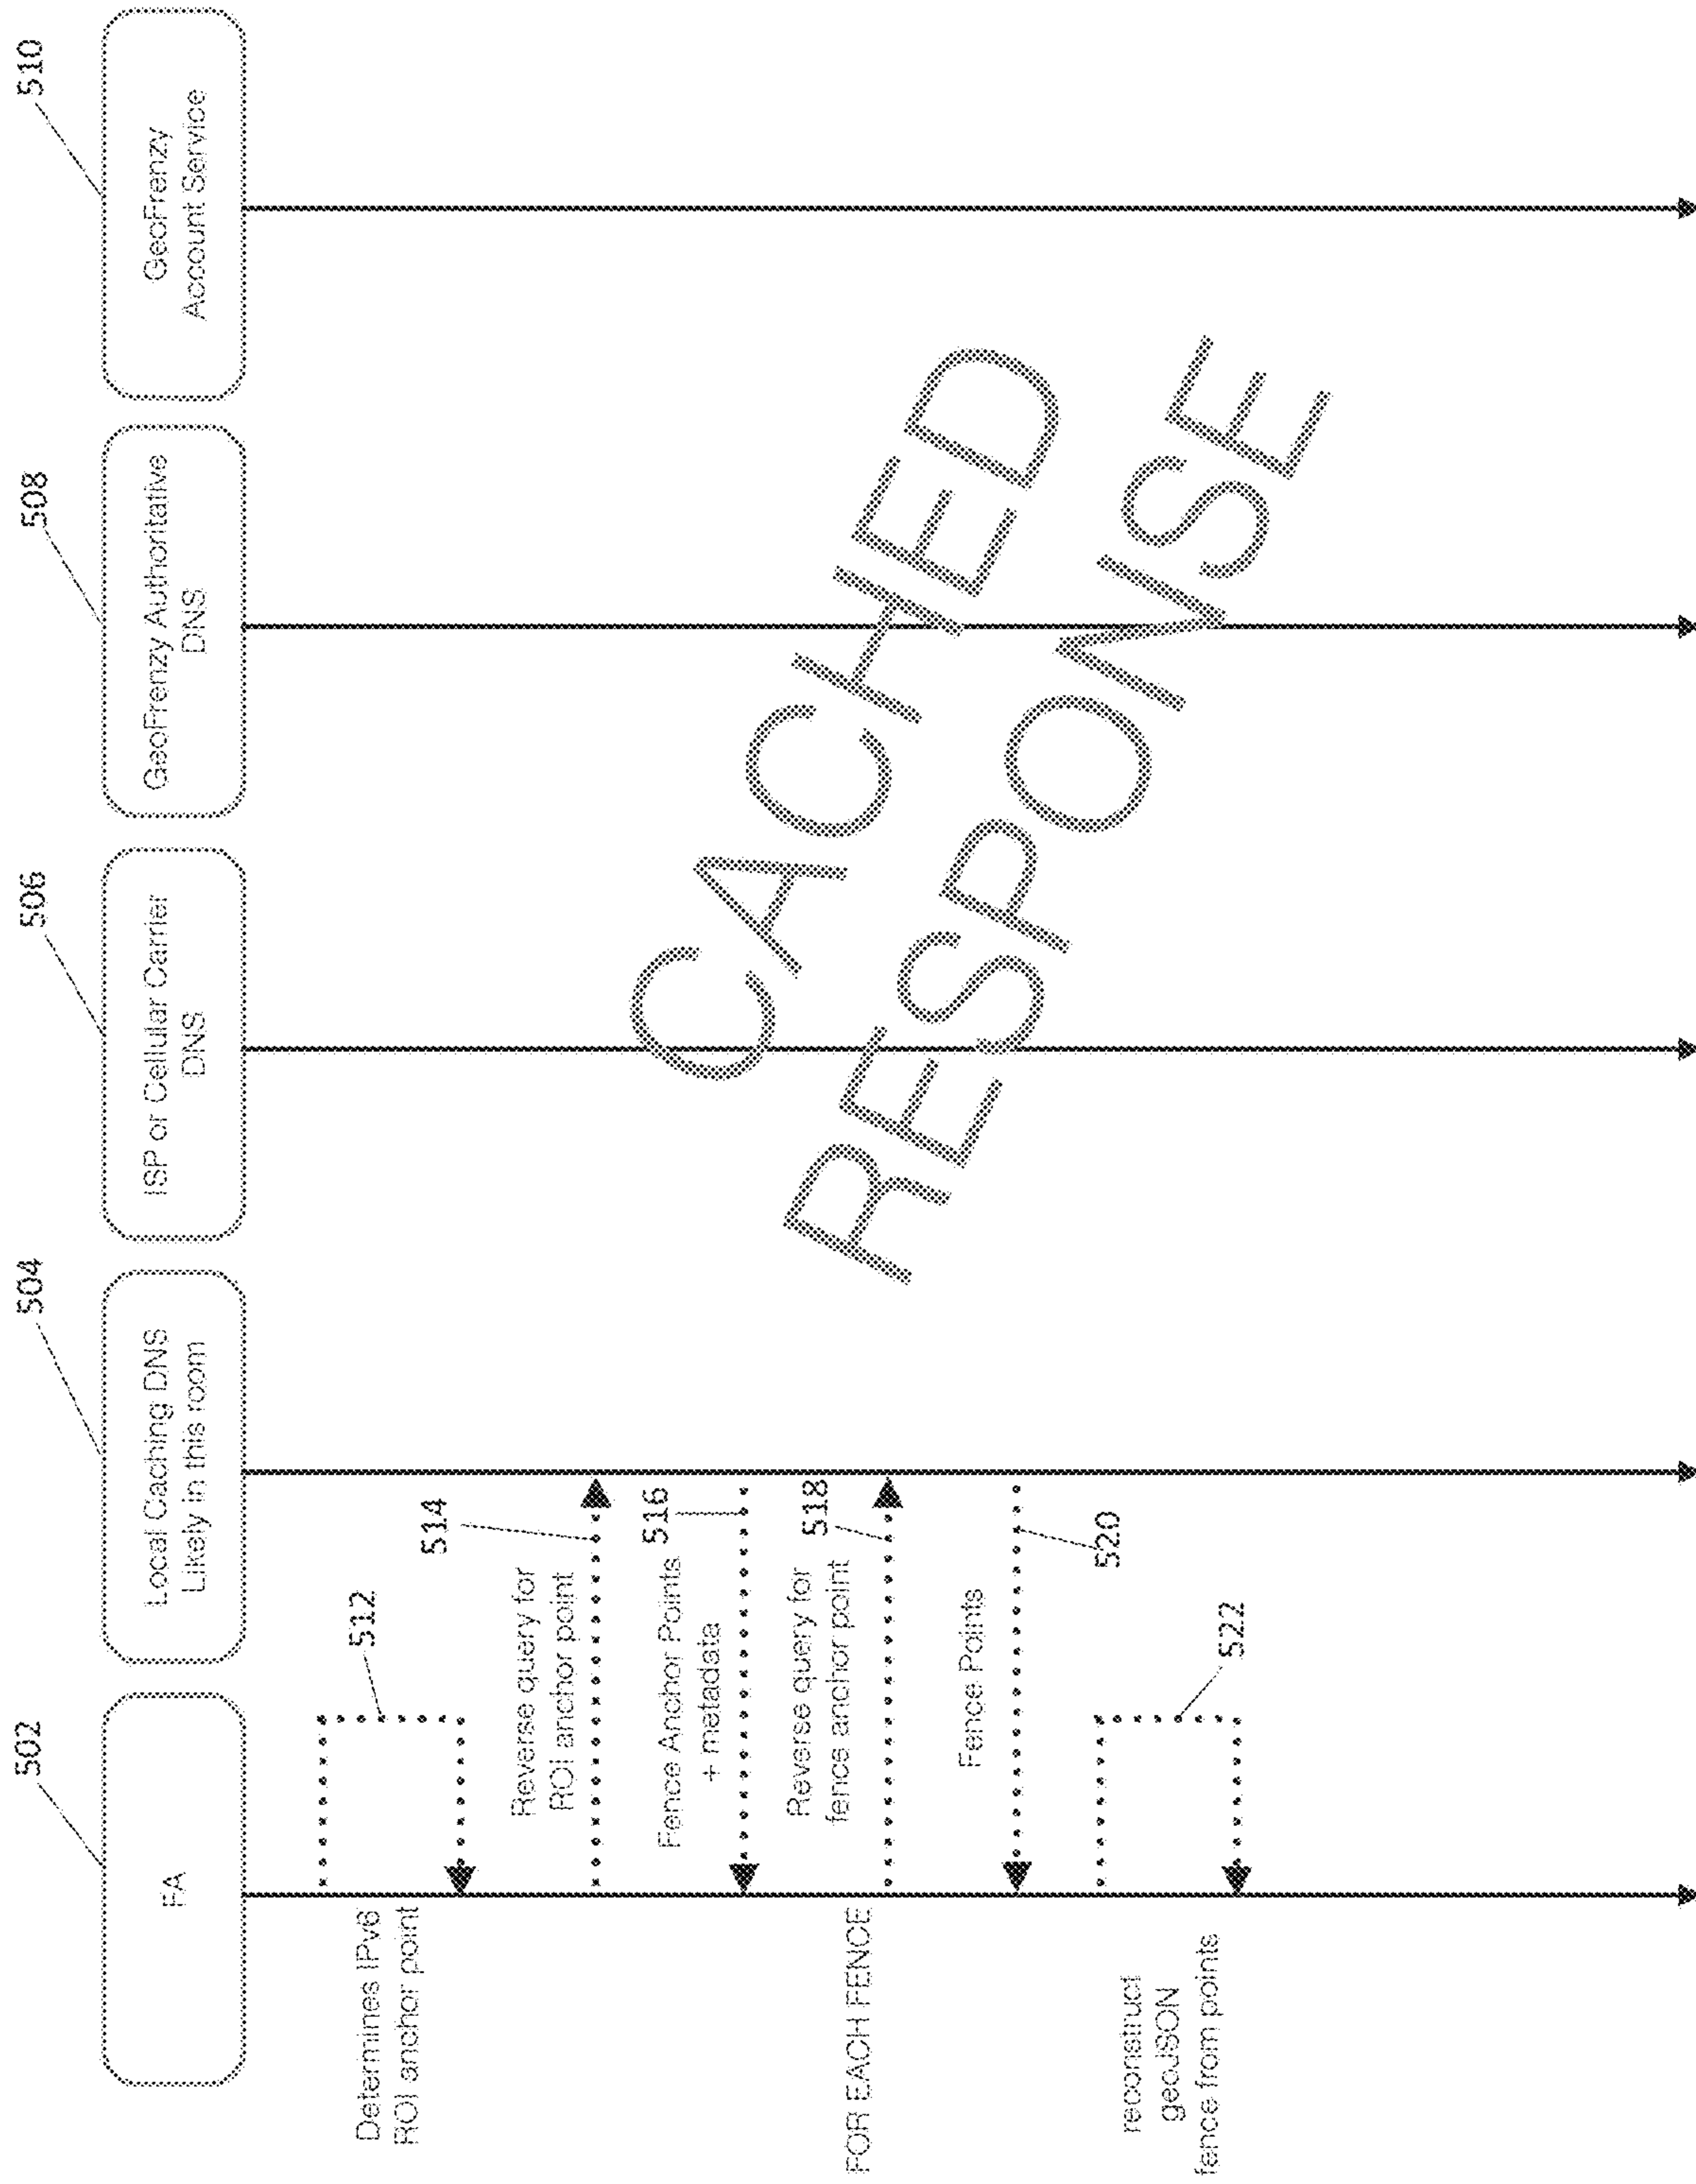 502
504
506
508
510
FA
Local Caching DNS
Likely in this room
ISP or Cellular Carrier
DNS
GeoFrenzy Authoritative
DNS
GeoFrenzy
Account Service
Determines IPv6
ROI anchor point
512
Reverse query for
ROI anchor point
514
Fence Anchor Points
+ metadata
516
FOR EACH FENCE
Reverse query for
fence anchor point
518
Fence Points
520
reconstruct
geoJSON
fence from points
522
CACHED
RESPONSE